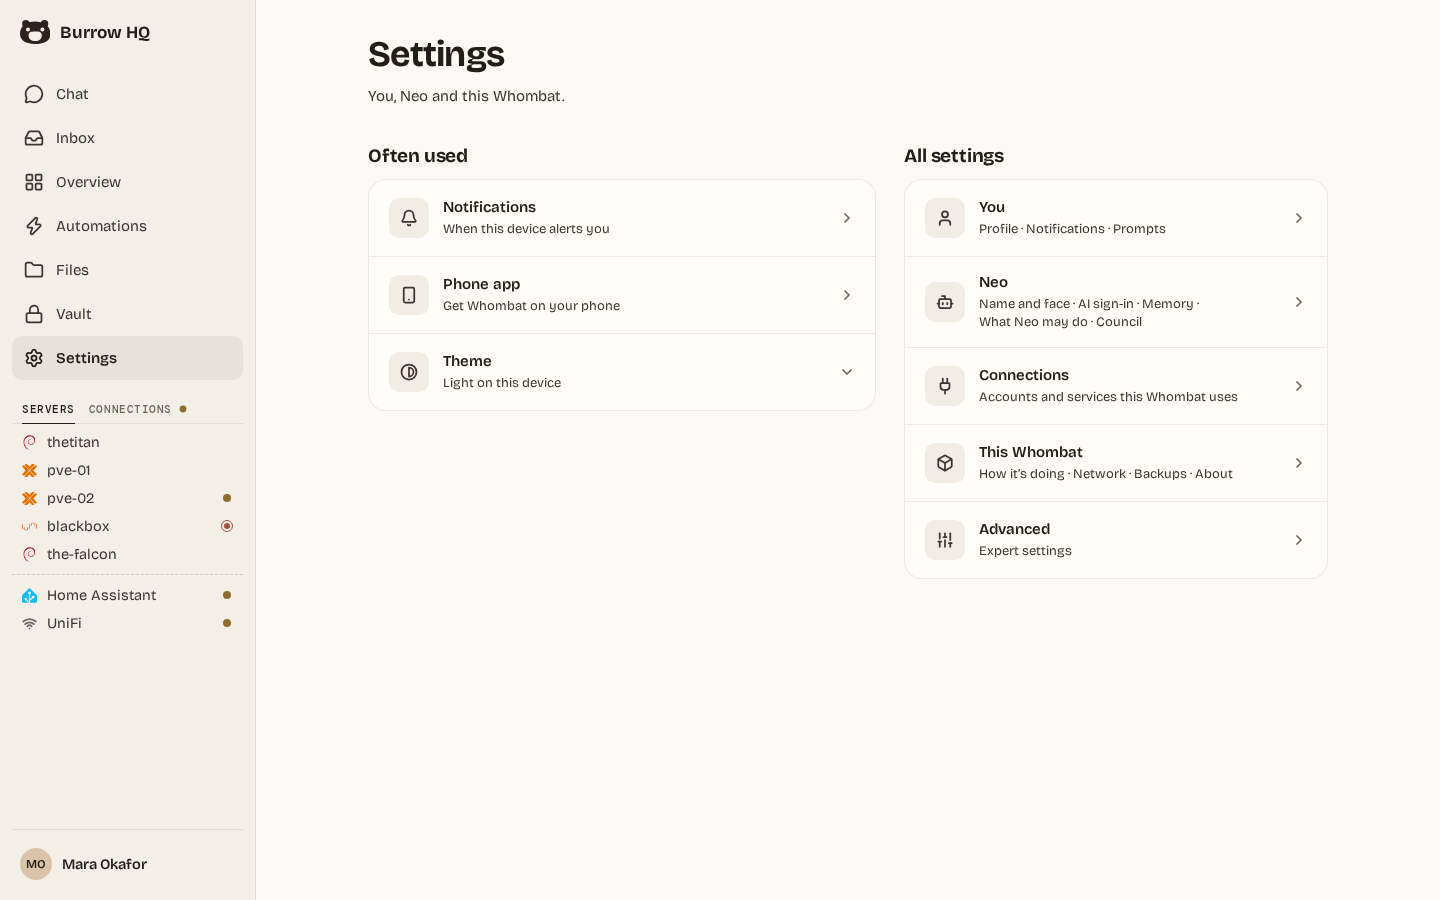 Burrow HQ
Chat
Inbox
Overview
Automations
Files
Vault
Settings
SERVERS CONNECTIONS
thetitan
pve-01
pve-02
blackbox
the-falcon
Home Assistant
UniFi
MO Mara Okafor
Settings
You, Neo and this Whombat.
Often used
Notifications
When this device alerts you
Phone app
Get Whombat on your phone
Theme
Light on this device
All settings
You
Profile · Notifications · Prompts
Neo
Name and face · AI sign-in · Memory ·
What Neo may do · Council
Connections
Accounts and services this Whombat uses
This Whombat
How it’s doing · Network · Backups · About
Advanced
Expert settings